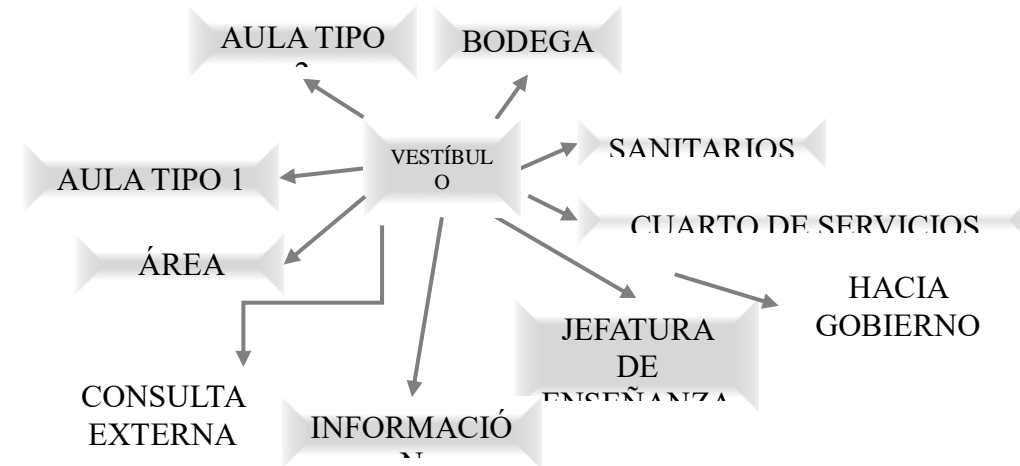 AULA TIPO
BODEGA
VESTÍBUL
O
SANITARIOS
AULA TIPO 1
CUARTO DE SERVICIOS
ÁREA
HACIA
GOBIERNO
JEFATURA
DE
ENSEÑANZA
CONSULTA
EXTERNA
INFORMACIÓ
N